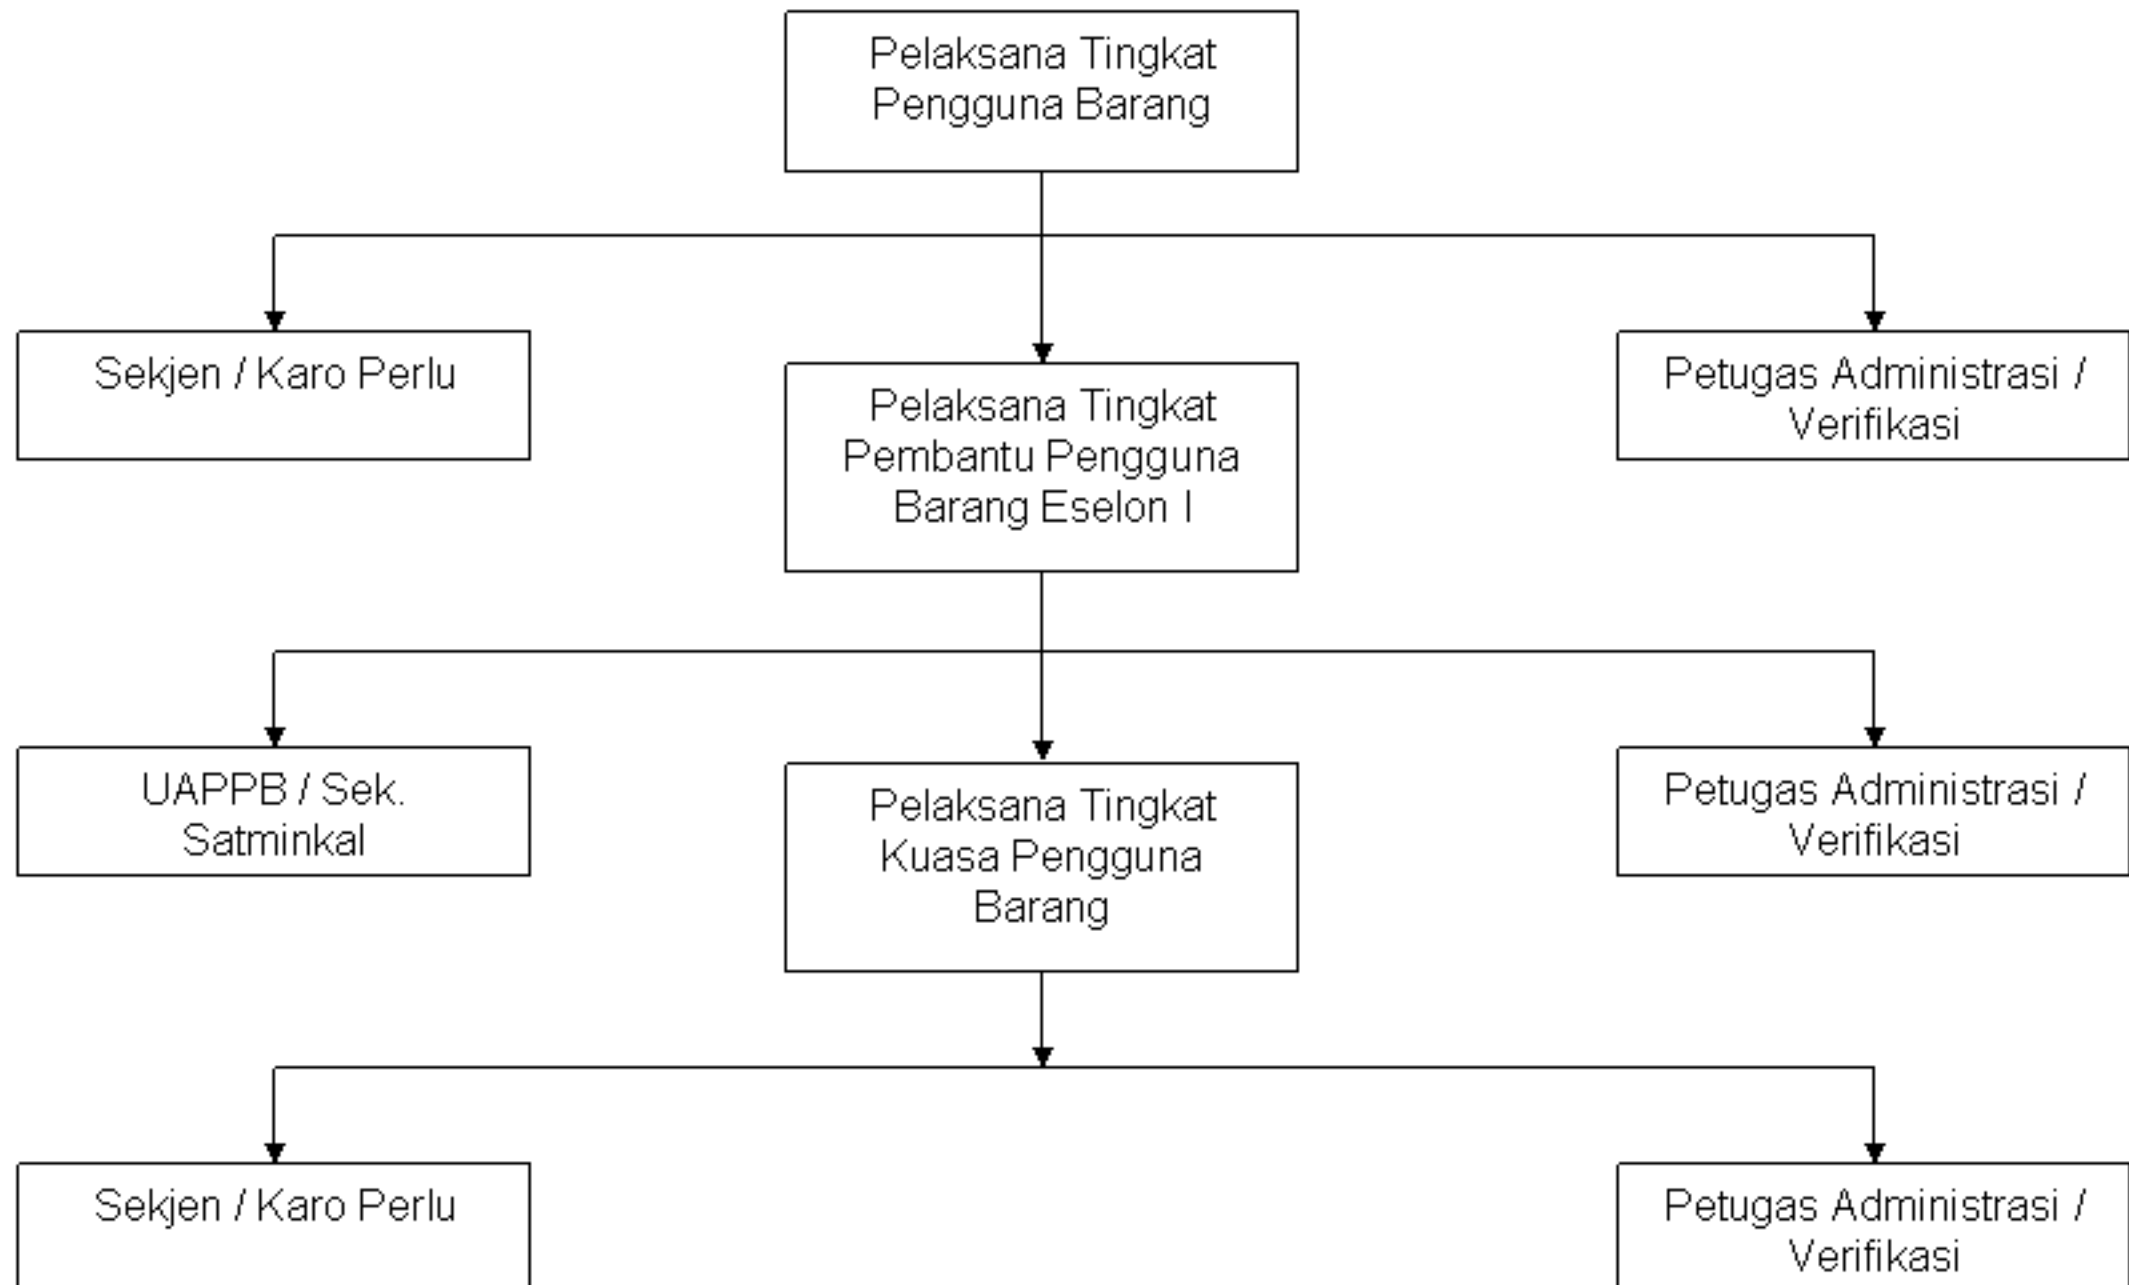 Pelaksana Tingkat
Pengguna Barang
Sekjen / Karo Perlu
Pelaksana Tingkat
Pembantu Pengguna
Barang Eselon I
Petugas Administrasi /
Verifikasi
UAPPB / Sek.
Satminkal
Pelaksana Tingkat
Kuasa Pengguna
Barang
Petugas Administrasi /
Verifikasi
Sekjen / Karo Perlu
Petugas Administrasi /
Verifikasi